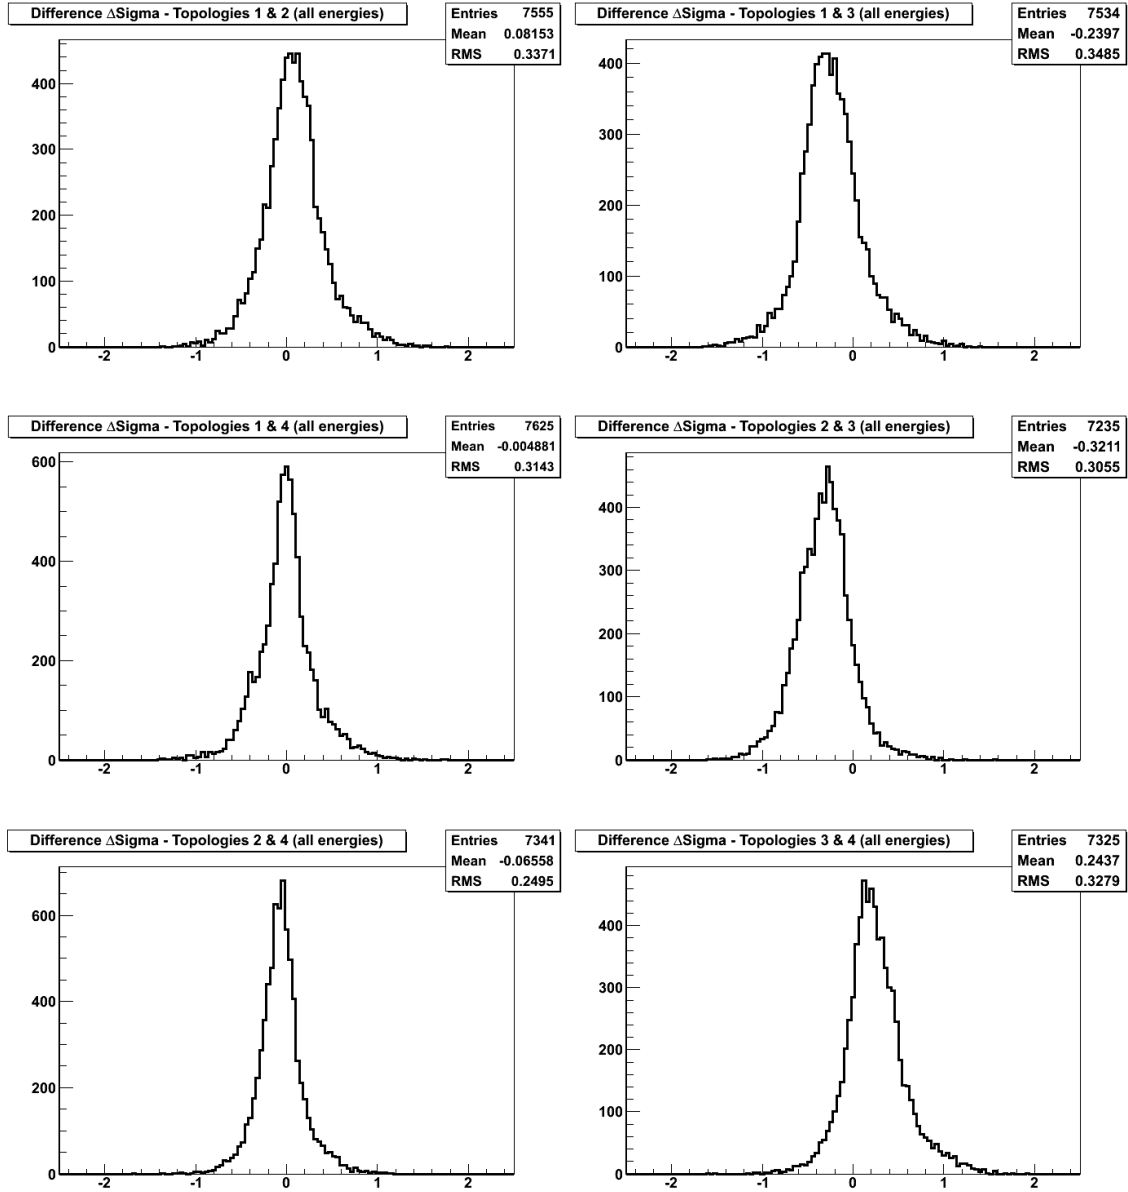 Difference ∆Sigma - Topologies 1 & 2 (all energies)
Entries 7555
Mean 0.08153
RMS 0.3371
400
300
200
100
0
-2 -1 0 1 2
Difference ∆Sigma - Topologies 1 & 3 (all energies)
Entries 7534
Mean -0.2397
RMS 0.3485
400
300
200
100
0
-2 -1 0 1 2
Difference ∆Sigma - Topologies 1 & 4 (all energies)
Entries 7625
Mean -0.004881
RMS 0.3143
600
400
200
0
-2 -1 0 1 2
Difference ∆Sigma - Topologies 2 & 3 (all energies)
Entries 7235
Mean -0.3211
RMS 0.3055
400
300
200
100
0
-2 -1 0 1 2
Difference ∆Sigma - Topologies 2 & 4 (all energies)
Entries 7341
Mean -0.06558
RMS 0.2495
600
400
200
0
-2 -1 0 1 2
Difference ∆Sigma - Topologies 3 & 4 (all energies)
Entries 7325
Mean 0.2437
RMS 0.3279
400
300
200
100
0
-2 -1 0 1 2